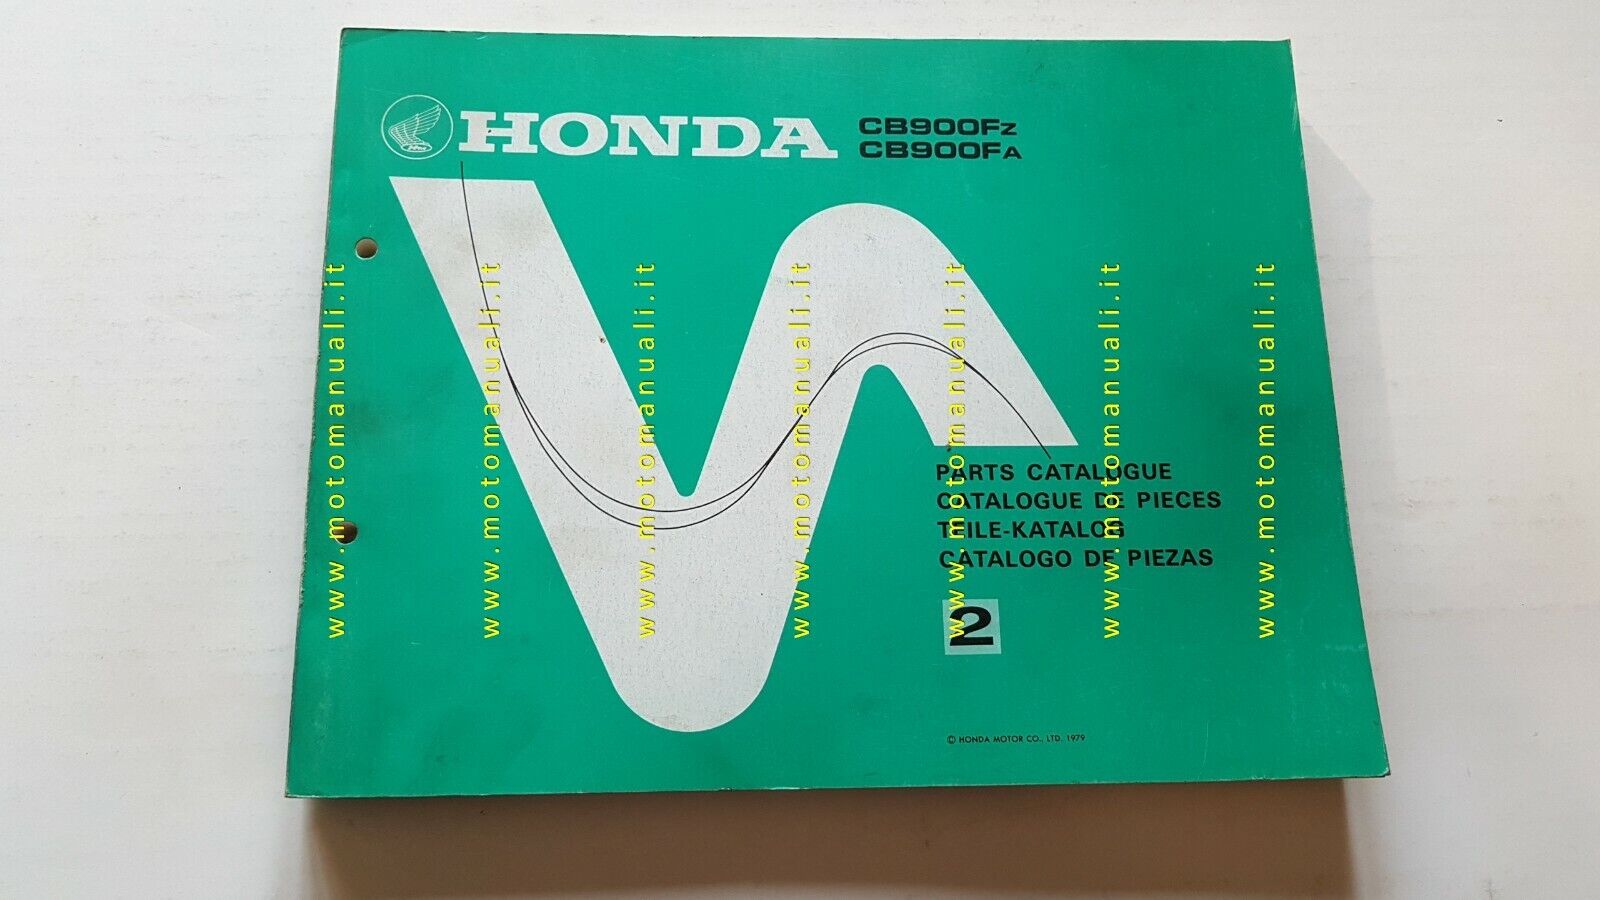 HONDA
CB900Fz
CB900FA
PARTS CATALOGUE
CATALOGUE DE PIECES
TEILE-KATALOG
CATALOGO DE PIEZAS
2
© HONDA MOTOR CO., LTD. 1979
www.motomanuali.it
www.motomanuali.it
www.motomanuali.it
www.motomanuali.it
www.motomanuali.it
www.motomanuali.it
www.motomanuali.it